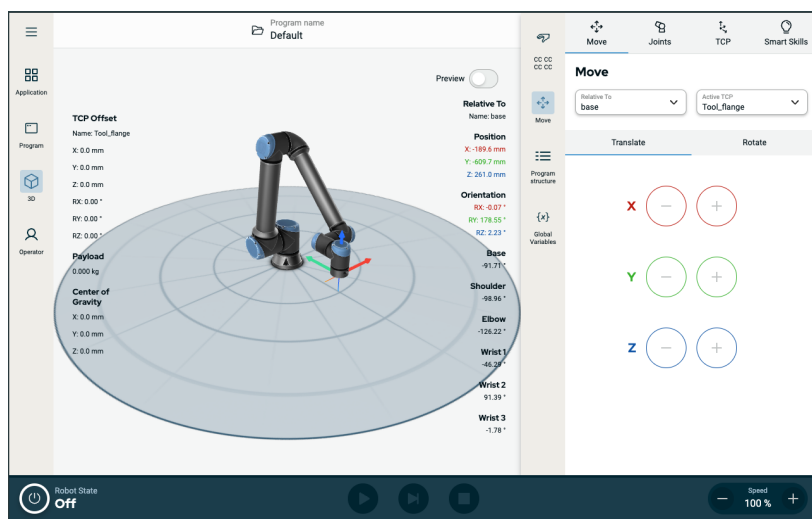 Program name
Default
Application
Program
3D
Operator
Preview
TCP Offset
Name: Tool_flange
X: 0.0 mm
Y: 0.0 mm
Z: 0.0 mm
RX: 0.00 °
RY: 0.00 °
RZ: 0.00 °
Payload
0.000 kg
Center of
Gravity
X: 0.0 mm
Y: 0.0 mm
Z: 0.0 mm
Relative To
Name: base
Position
X: -189.6 mm
Y: -609.7 mm
Z: 261.0 mm
Orientation
RX: -0.07 °
RY: 178.55 °
RZ: 2.23 °
Base
-91.71 °
Shoulder
-98.96 °
Elbow
-126.22 °
Wrist 1
-46.29 °
Wrist 2
91.39 °
Wrist 3
-1.78 °
CC CC
CC CC
Move
Program
structure
{x}
Global
Variables
Move
Joints
TCP
Smart Skills
Move
Relative To
base
Active TCP
Tool_flange
Translate
Rotate
X − +
Y − +
Z − +
Robot State
Off
Speed
− 100 % +